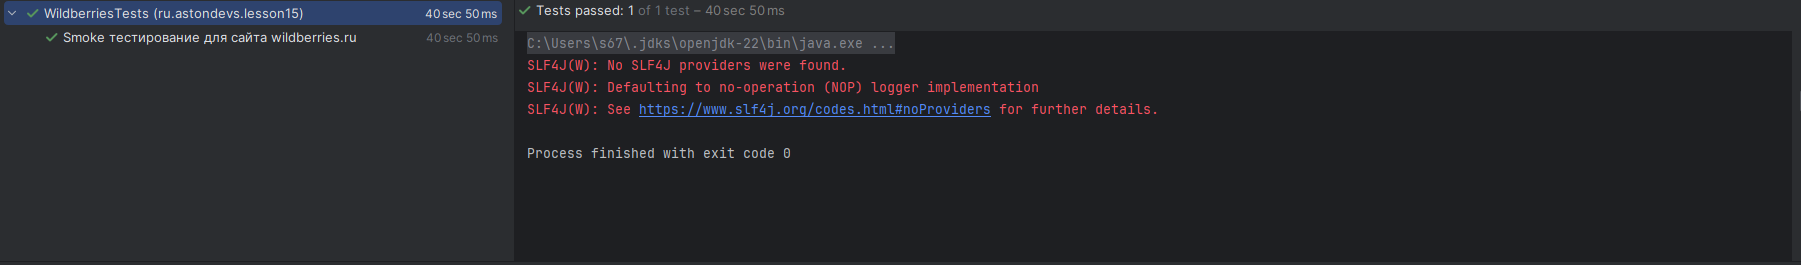 WildberriesTests (ru.astondevs.lesson15) 40 sec 50 ms
Smoke тестирование для сайта wildberries.ru 40 sec 50 ms
Tests passed: 1 of 1 test – 40 sec 50 ms
C:\Users\s67\.jdks\openjdk-22\bin\java.exe ...
SLF4J(W): No SLF4J providers were found.
SLF4J(W): Defaulting to no-operation (NOP) logger implementation
SLF4J(W): See https://www.slf4j.org/codes.html#noProviders for further details.
Process finished with exit code 0